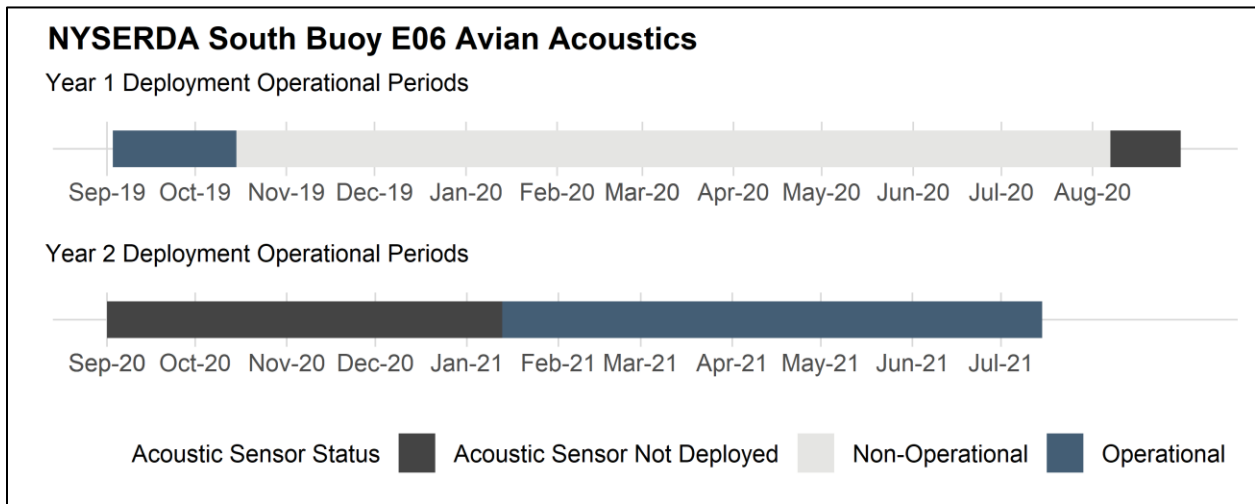 NYSERDA South Buoy E06 Avian Acoustics
Year 1 Deployment Operational Periods
Sep-19 Oct-19 Nov-19 Dec-19 Jan-20 Feb-20 Mar-20 Apr-20 May-20 Jun-20 Jul-20 Aug-20
Year 2 Deployment Operational Periods
Sep-20 Oct-20 Nov-20 Dec-20 Jan-21 Feb-21 Mar-21 Apr-21 May-21 Jun-21 Jul-21
Acoustic Sensor Status Acoustic Sensor Not Deployed Non-Operational Operational